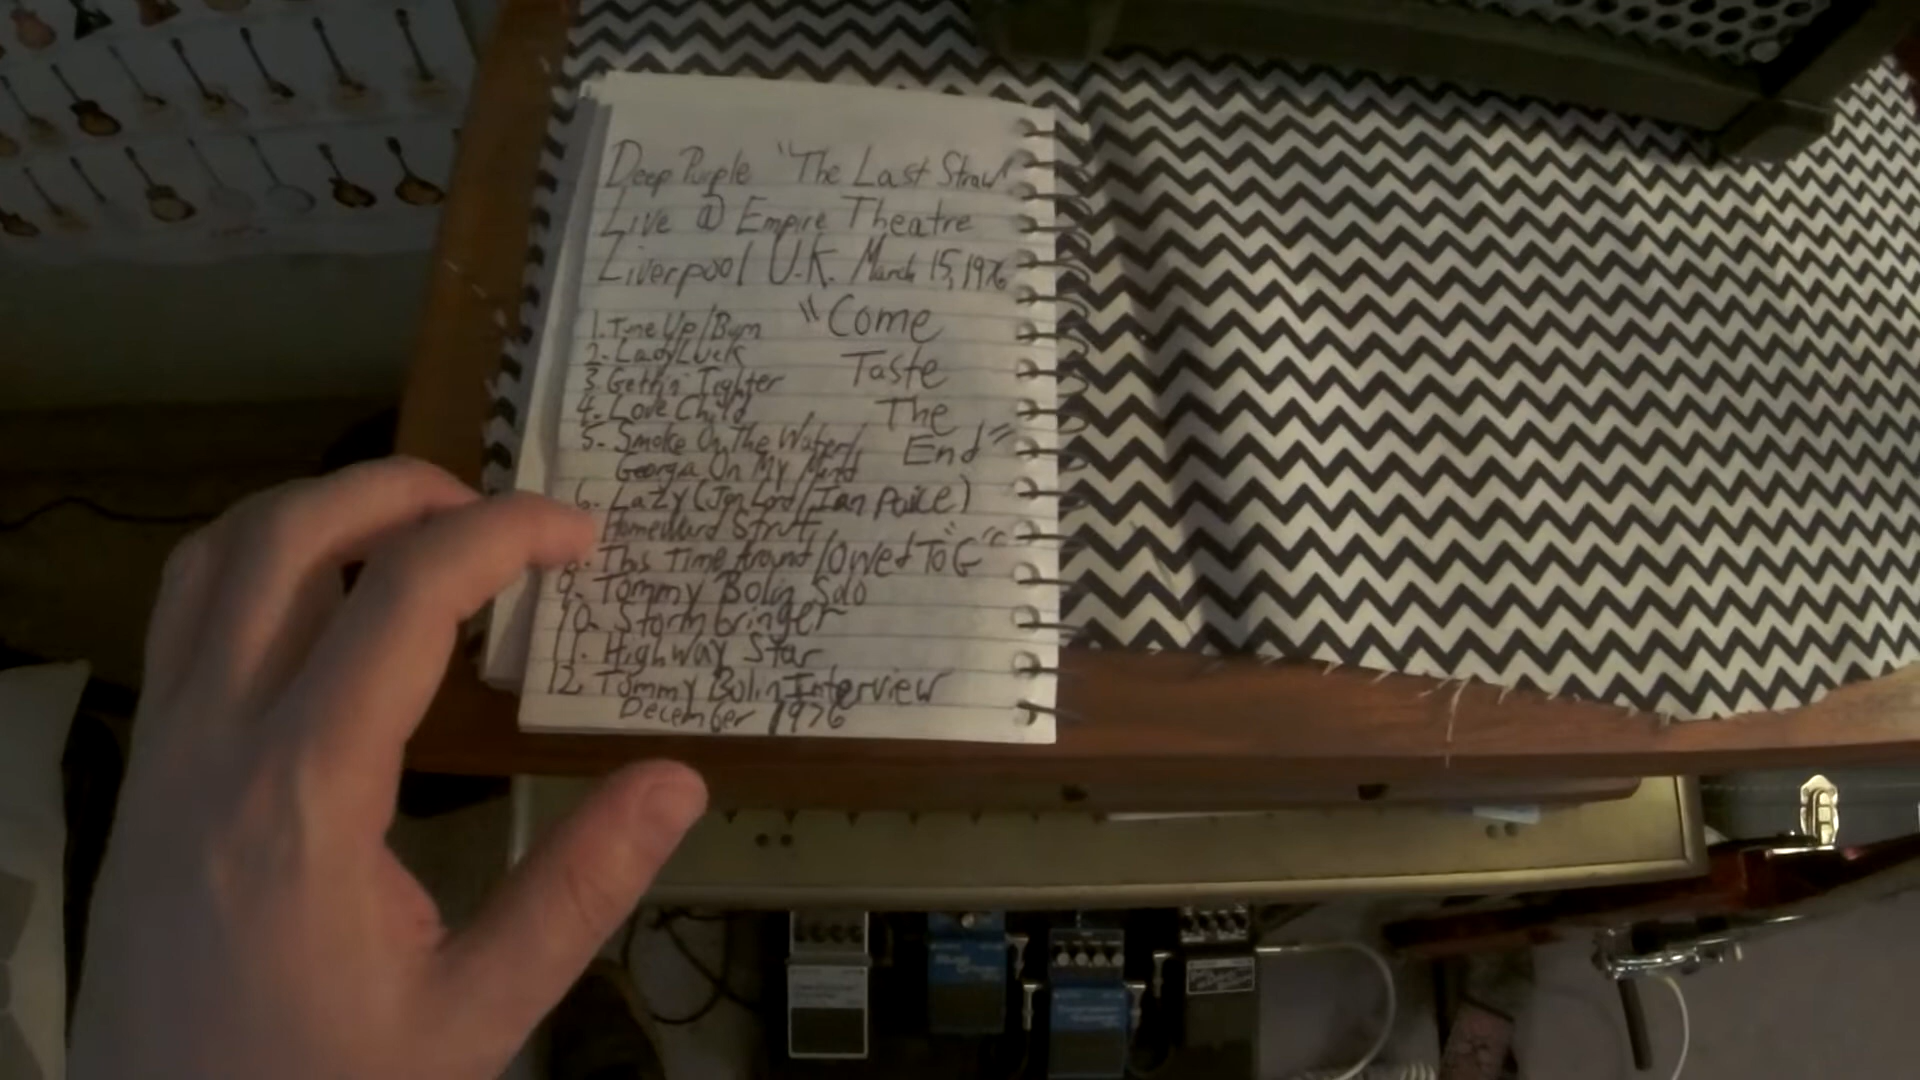 Deep Purple "The Last Straw"
Live @ Empire Theatre
Liverpool U.K. March 15, 1976
"Come
Taste
The
End"
1. Tune Up/Burn
2. Lady Luck
3. Gettin' Tighter
4. Love Child
5. Smoke On The Water/
Georgia On My Mind
6. Lazy (Jon Lord/Ian Paice)
Homeward Strut
8. This Time Around/Owed To "G"
9. Tommy Bolin Solo
10. Stormbringer
11. Highway Star
12. Tommy Bolin Interview
December 1976